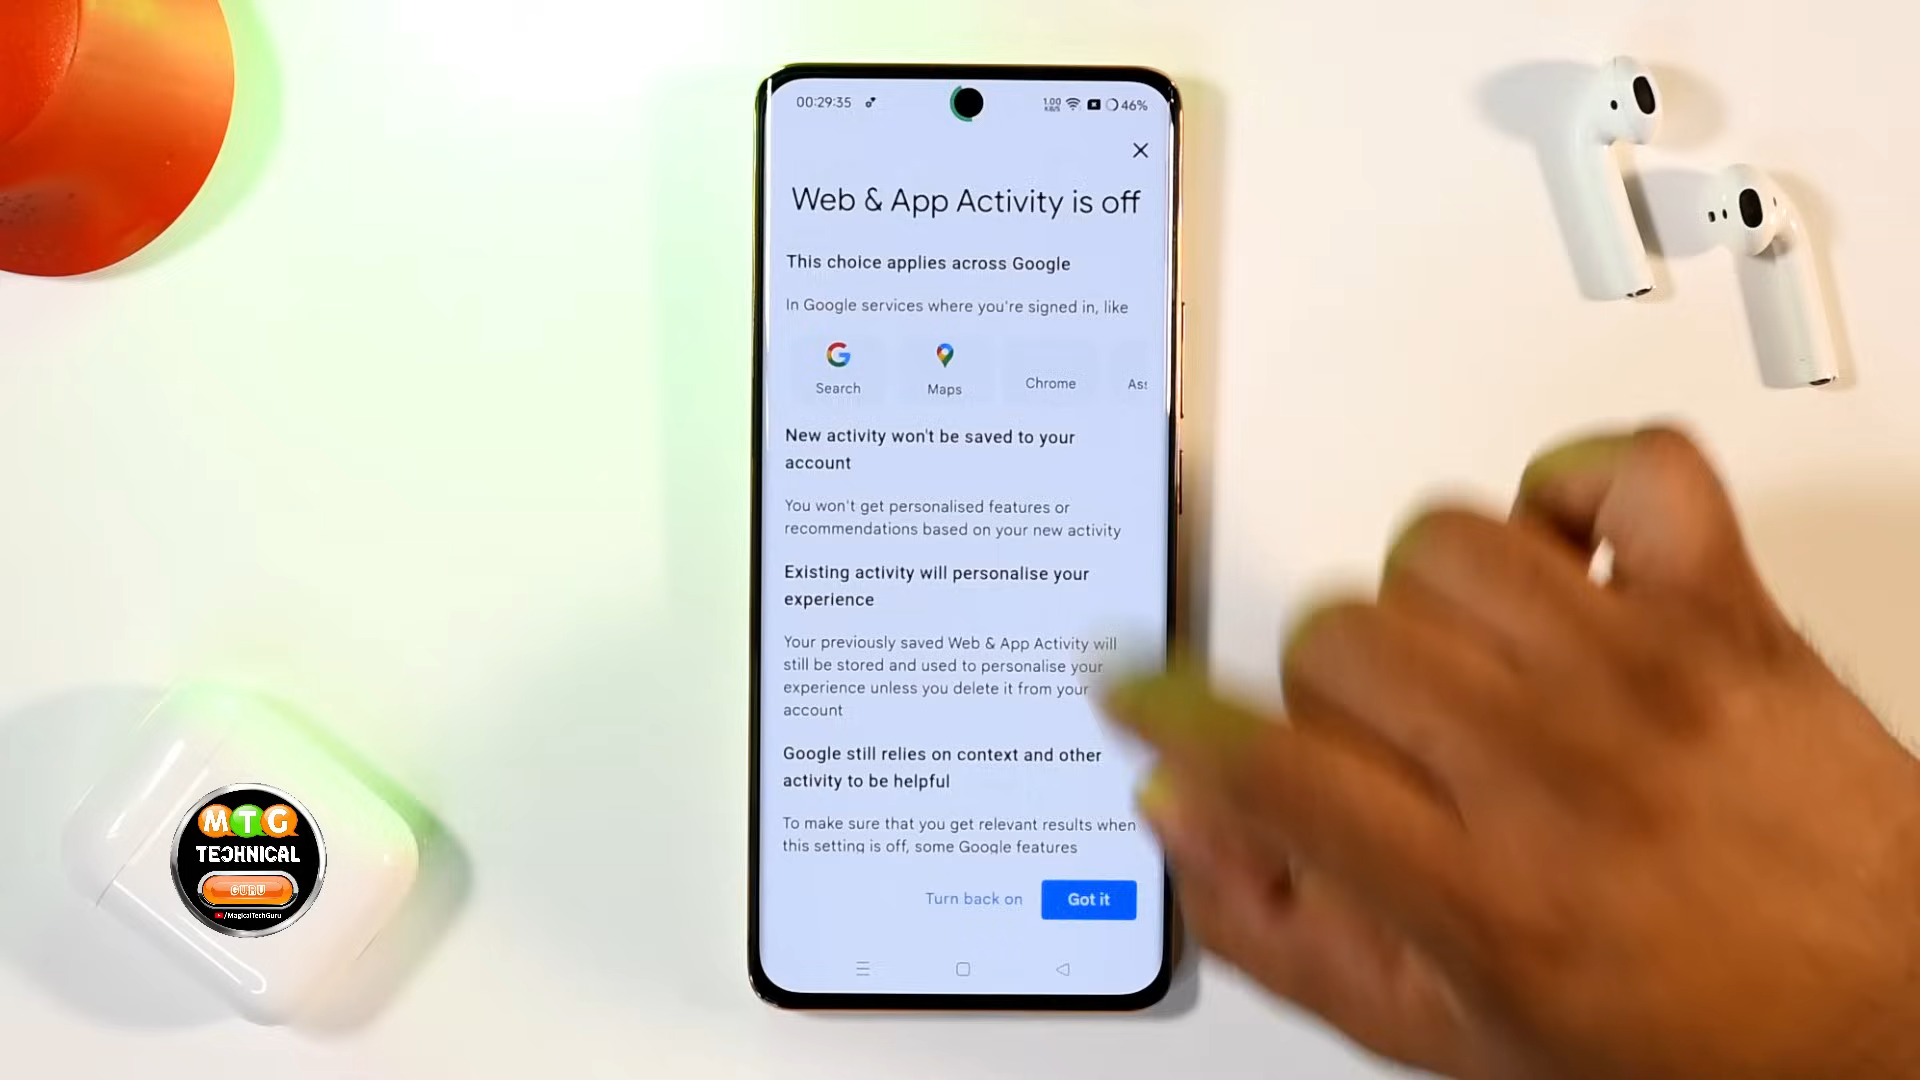 00:29:35
1.00
KB/S
46%
Web & App Activity is off
This choice applies across Google
In Google services where you're signed in, like
Search
Maps
Chrome
Ass
New activity won't be saved to your
account
You won't get personalised features or
recommendations based on your new activity
Existing activity will personalise your
experience
Your previously saved Web & App Activity will
still be stored and used to personalise your
experience unless you delete it from your
account
Google still relies on context and other
activity to be helpful
To make sure that you get relevant results when
this setting is off, some Google features
Turn back on
Got it
MTG
TECHNICAL
GURU
/MagicalTechGuru